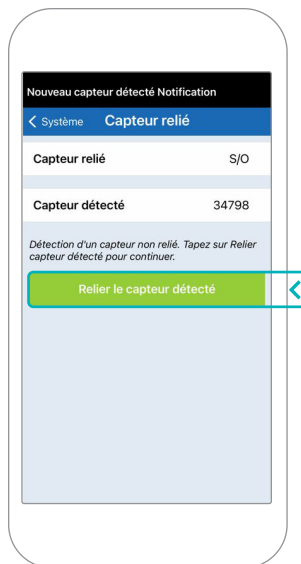 Nouveau capteur détecté Notification
Système Capteur relié
Capteur relié S/O
Capteur détecté 34798
Détection d'un capteur non relié. Tapez sur Relier
capteur détecté pour continuer.
Relier le capteur détecté